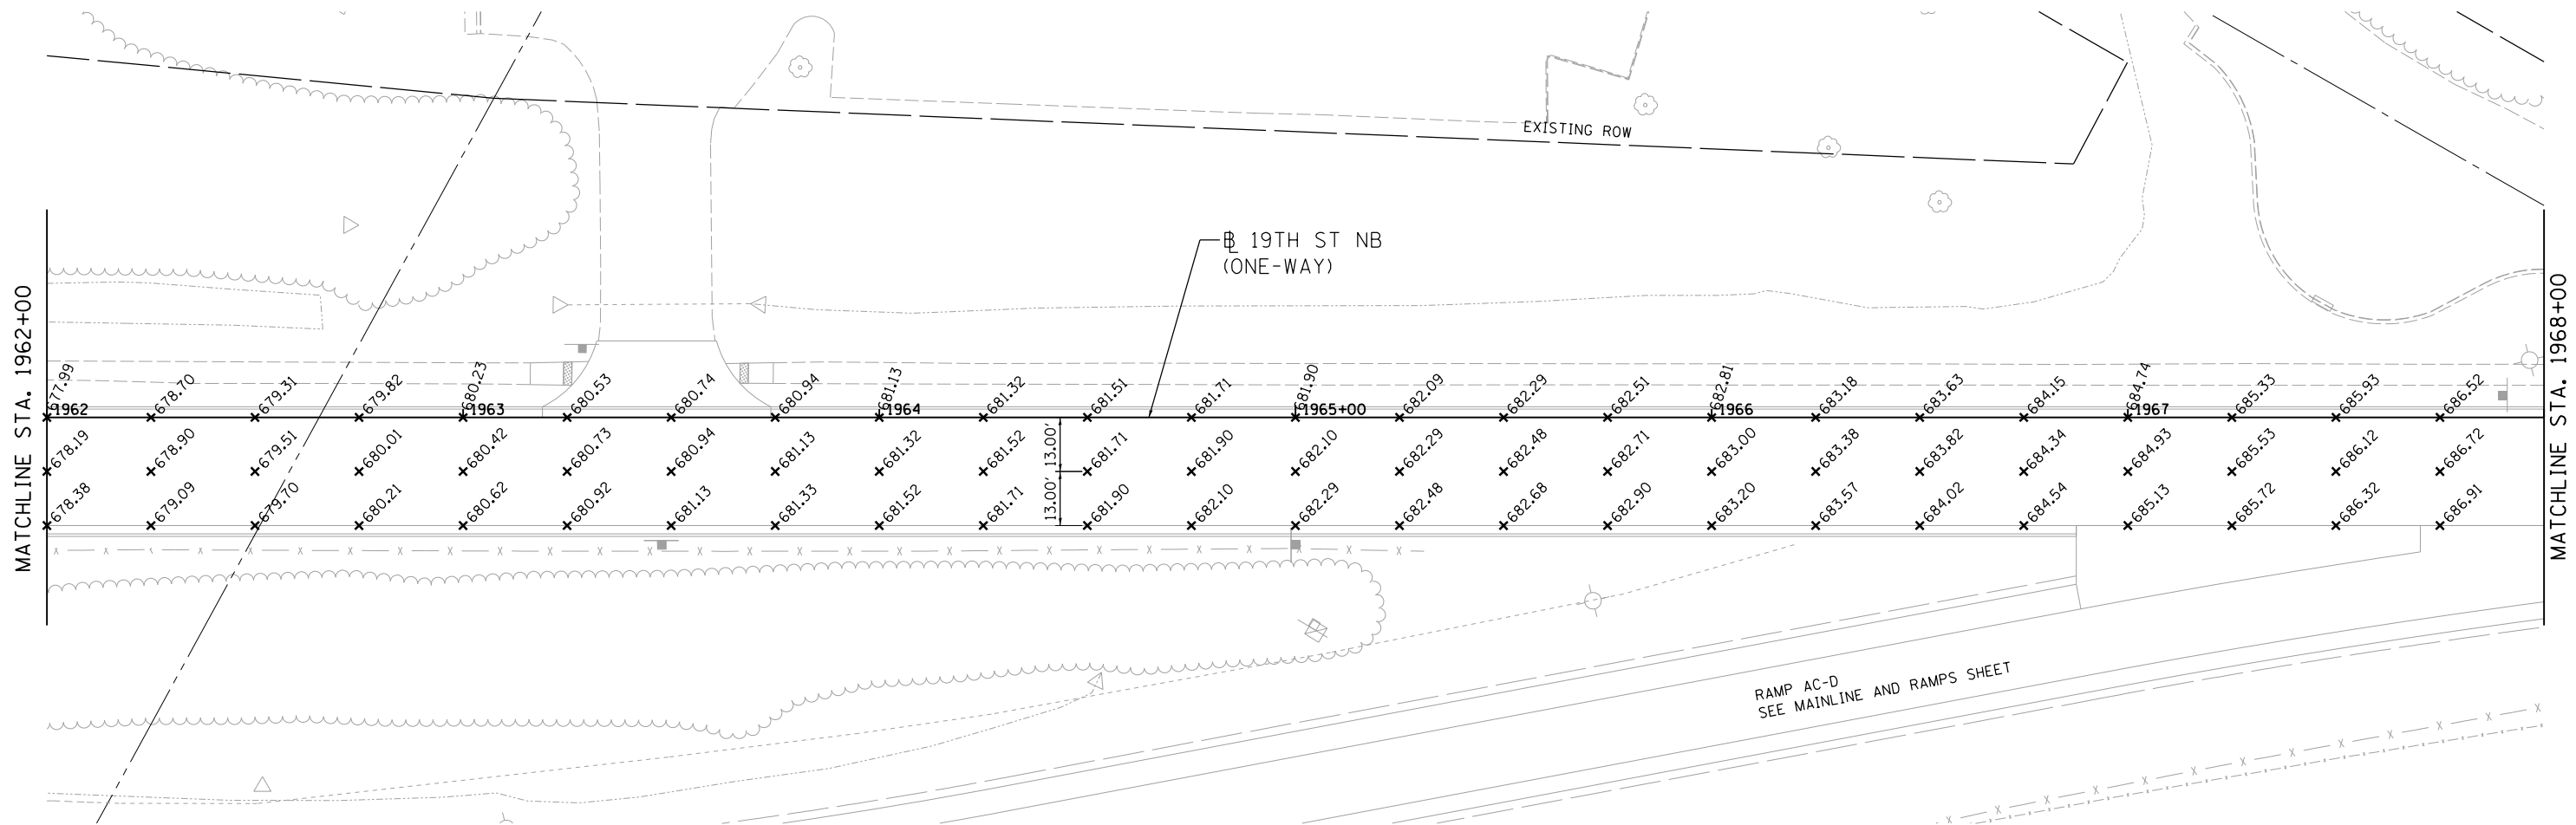 EXISTING ROW
BL 19TH ST NB
(ONE-WAY)
MATCHLINE STA. 1962+00
MATCHLINE STA. 1968+00
677.99 678.70 679.31 679.82 680.23 680.53 680.74 680.94 681.13 681.32 681.51 681.71 681.90 682.09 682.29 682.51 682.81 683.18 683.63 684.15 684.74 685.33 685.93 686.52
1962 1963 1964 1965+00 1966 1967
678.19 678.90 679.51 680.01 680.42 680.73 680.94 681.13 681.32 681.52 13.00' 681.71 681.90 682.10 682.29 682.48 682.71 683.00 683.38 683.82 684.34 684.93 685.53 686.12 686.72
678.38 679.09 679.70 680.21 680.62 680.92 681.13 681.33 681.52 681.71 13.00' 681.90 682.10 682.29 682.48 682.68 682.90 683.20 683.57 684.02 684.54 685.13 685.72 686.32 686.91
RAMP AC-D
SEE MAINLINE AND RAMPS SHEET